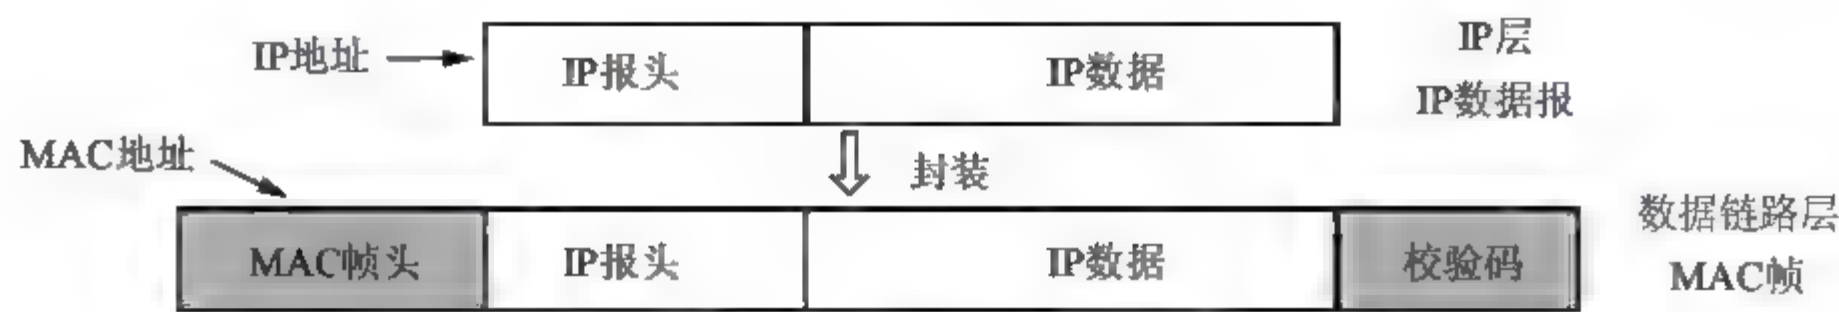 IP地址
IP报头
IP数据
IP层
IP数据报
MAC地址
封装
MAC帧头
IP报头
IP数据
校验码
数据链路层
MAC帧